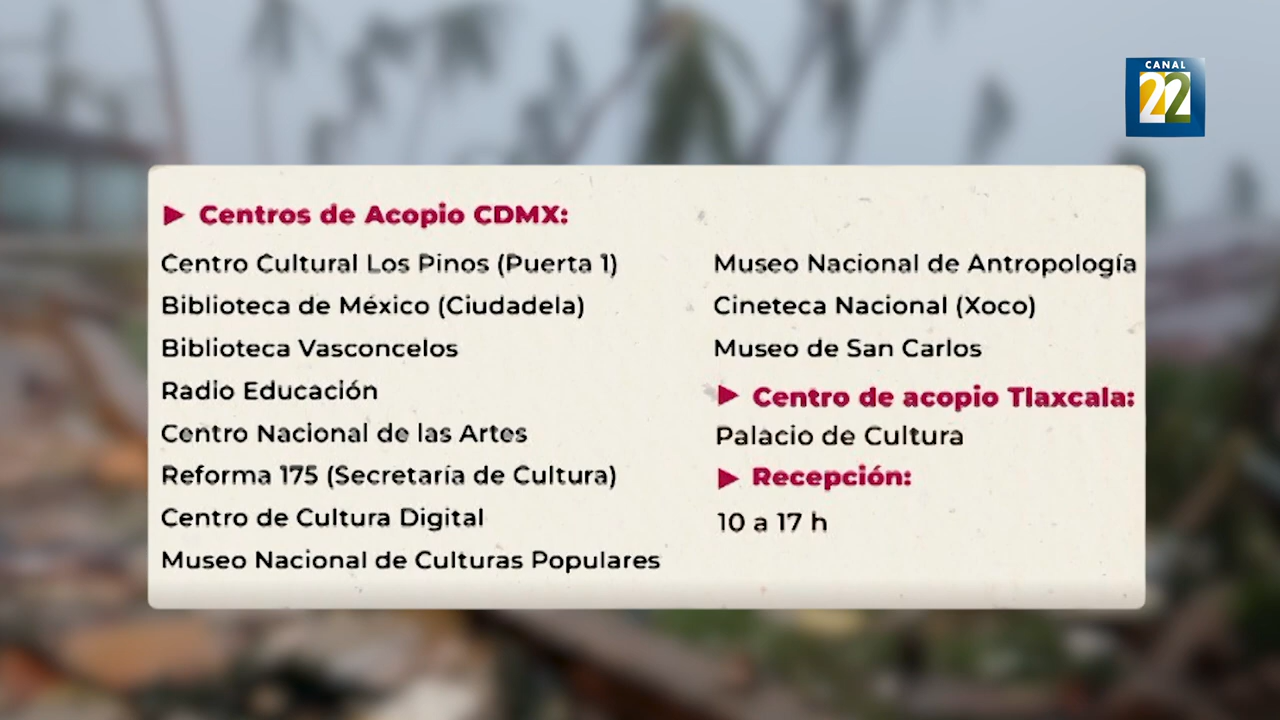 CANAL
22
Centros de Acopio CDMX:
Centro Cultural Los Pinos (Puerta 1)
Biblioteca de México (Ciudadela)
Biblioteca Vasconcelos
Radio Educación
Centro Nacional de las Artes
Reforma 175 (Secretaría de Cultura)
Centro de Cultura Digital
Museo Nacional de Culturas Populares
Museo Nacional de Antropología
Cineteca Nacional (Xoco)
Museo de San Carlos
Centro de acopio Tlaxcala:
Palacio de Cultura
Recepción:
10 a 17 h